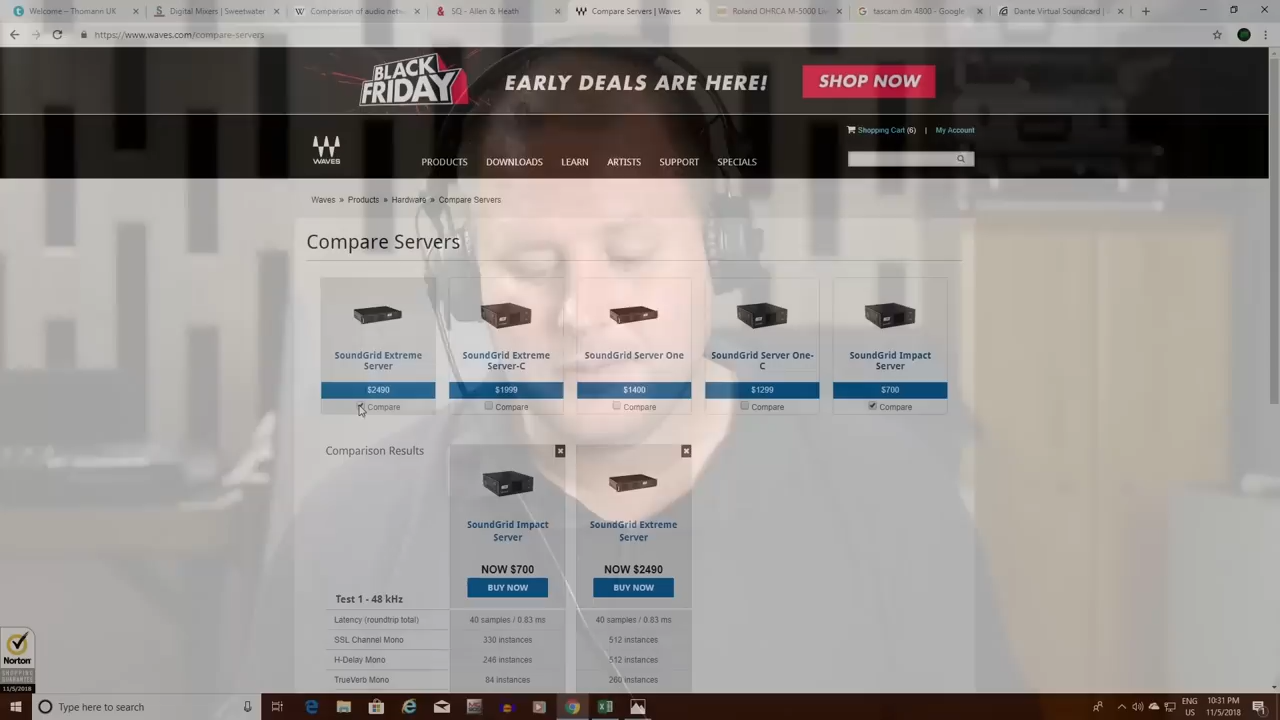 Welcome – Thomann UK
Digital Mixers | Sweetwater
Comparison of audio netw
SQ - Allen & Heath
Compare Servers | Waves
Roland OHRCA M-5000 Liv
tascam.dm 4800 - Google
Dante Virtual Soundcard |
https://www.waves.com/compare-servers
BLACK FRIDAY
EARLY DEALS ARE HERE!
SHOP NOW
Shopping Cart (6) | My Account
WAVES
PRODUCTS DOWNLOADS LEARN ARTISTS SUPPORT SPECIALS
Waves » Products » Hardware » Compare Servers
Compare Servers
SoundGrid Extreme Server
$2490
Compare
SoundGrid Extreme Server-C
$1999
Compare
SoundGrid Server One
$1400
Compare
SoundGrid Server One-C
$1299
Compare
SoundGrid Impact Server
$700
Compare
Comparison Results
SoundGrid Impact Server
NOW $700
BUY NOW
SoundGrid Extreme Server
NOW $2490
BUY NOW
Test 1 - 48 kHz
Latency (roundtrip total) 40 samples / 0.83 ms 40 samples / 0.83 ms
SSL Channel Mono 330 instances 512 instances
H-Delay Mono 246 instances 512 instances
TrueVerb Mono 84 instances 260 instances
Norton
SHOPPING
GUARANTEE
11/5/2018
Type here to search
ENG
US
10:31 PM
11/5/2018